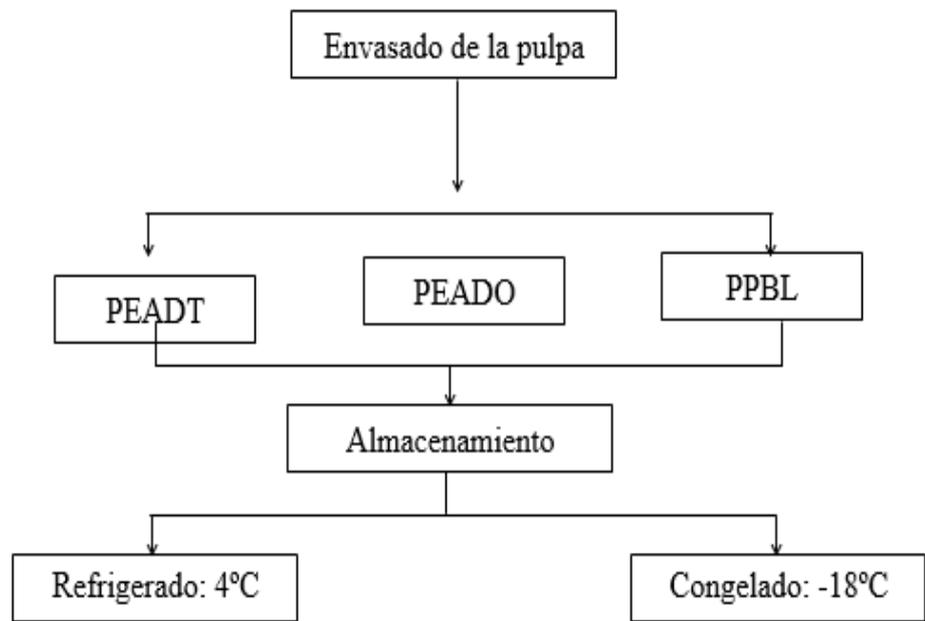 Envasado de la pulpa
PEADT
PEADO
PPBL
Almacenamiento
Refrigerado: 4ºC
Congelado: -18ºC